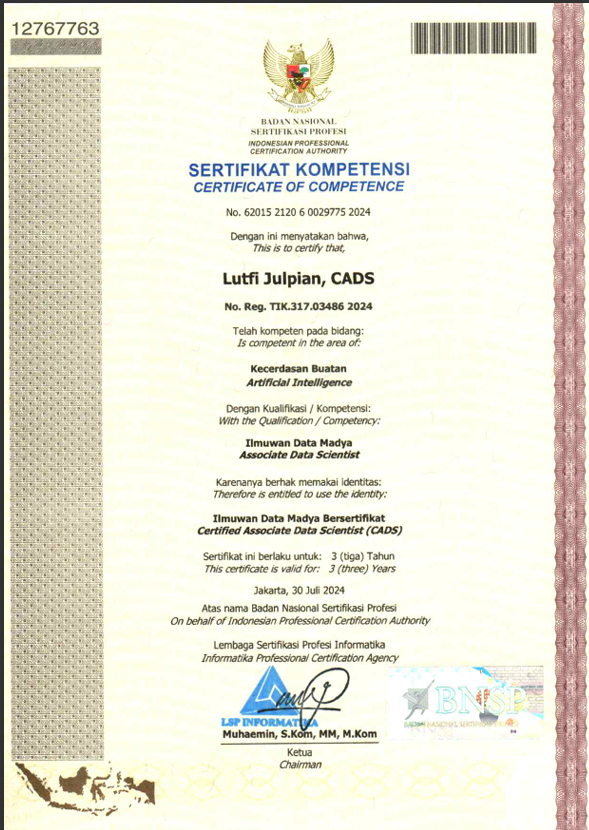 12767763
BADAN NASIONAL
SERTIFIKASI PROFESI
INDONESIAN PROFESSIONAL
CERTIFICATION AUTHORITY
SERTIFIKAT KOMPETENSI
CERTIFICATE OF COMPETENCE
No. 62015 2120 6 0029775 2024
Dengan ini menyatakan bahwa,
This is to certify that,
Lutfi Julpian, CADS
No. Reg. TIK.317.03486 2024
Telah kompeten pada bidang:
Is competent in the area of:
Kecerdasan Buatan
Artificial Intelligence
Dengan Kualifikasi / Kompetensi:
With the Qualification / Competency:
Ilmuwan Data Madya
Associate Data Scientist
Karenanya berhak memakai identitas:
Therefore is entitled to use the identity:
Ilmuwan Data Madya Bersertifikat
Certified Associate Data Scientist (CADS)
Sertifikat ini berlaku untuk: 3 (tiga) Tahun
This certificate is valid for: 3 (three) Years
Jakarta, 30 Juli 2024
Atas nama Badan Nasional Sertifikasi Profesi
On behalf of Indonesian Professional Certification Authority
Lembaga Sertifikasi Profesi Informatika
Informatika Professional Certification Agency
LSP INFORMATIKA
BNSP
BADAN NASIONAL SERTIFIKASI
Muhaemin, S.Kom, MM, M.Kom
Ketua
Chairman